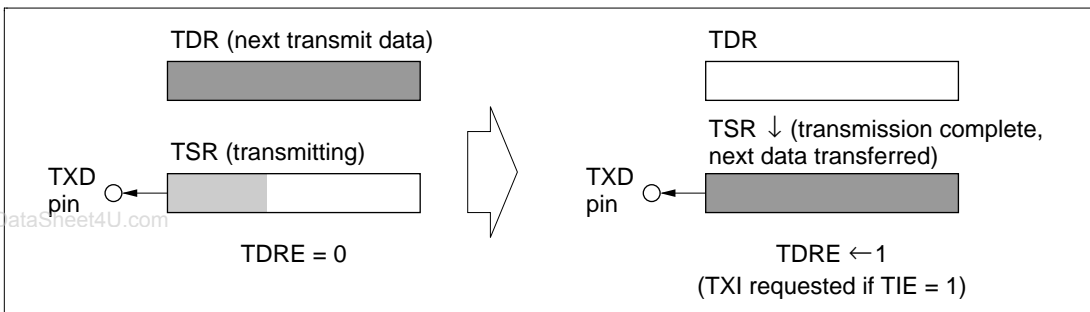 TDR (next transmit data)
TSR (transmitting)
TXD
pin
TDRE = 0
TDR
TSR ↓ (transmission complete,
next data transferred)
TXD
pin
TDRE ←1
(TXI requested if TIE = 1)
DataSheet4U.com